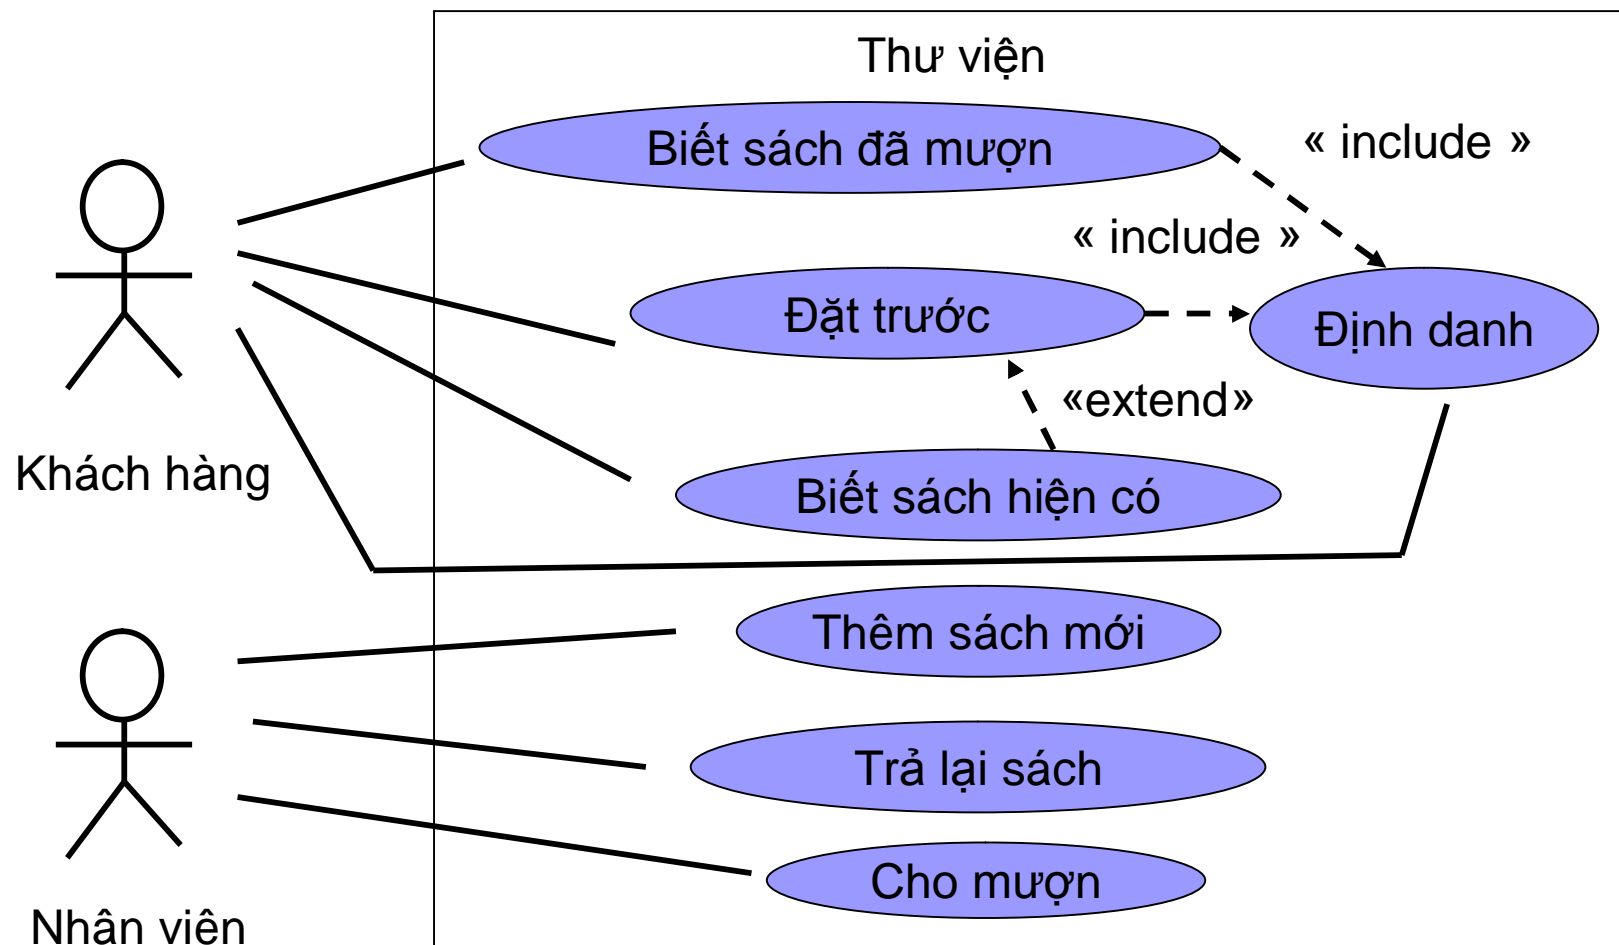 Thư viện
Biết sách đã mượn
« include »
« include »
Đặt trước
Định danh
«extend»
Khách hàng
Biết sách hiện có
Thêm sách mới
Trả lại sách
Cho mượn
Nhân viên